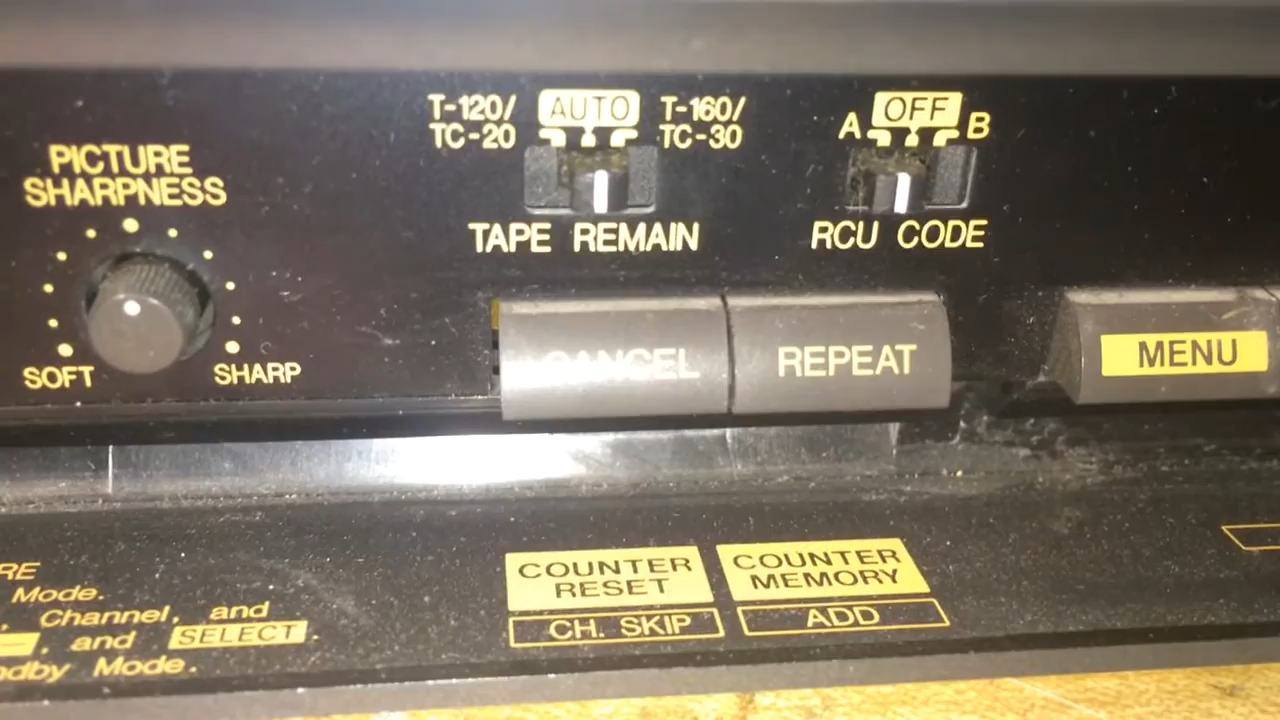 T-120/
TC-20
AUTO
T-160/
TC-30
A
OFF
B
PICTURE
SHARPNESS
TAPE REMAIN
RCU CODE
SOFT
SHARP
CANCEL
REPEAT
MENU
COUNTER
RESET
COUNTER
MEMORY
CH. SKIP
ADD
Mode.
, Channel, and
, and SELECT.
Mode.